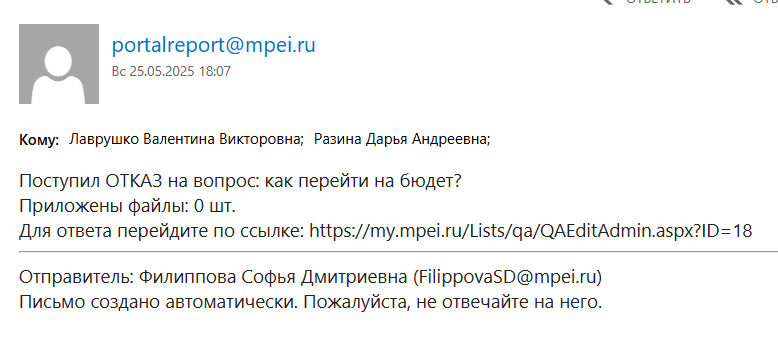 portalreport@mpei.ru
Вс 25.05.2025 18:07
Кому: Лаврушко Валентина Викторовна; Разина Дарья Андреевна;
Поступил ОТКАЗ на вопрос: как перейти на бюдет?
Приложены файлы: 0 шт.
Для ответа перейдите по ссылке: https://my.mpei.ru/Lists/qa/QAEditAdmin.aspx?ID=18
Отправитель: Филиппова Софья Дмитриевна (FilippovaSD@mpei.ru)
Письмо создано автоматически. Пожалуйста, не отвечайте на него.